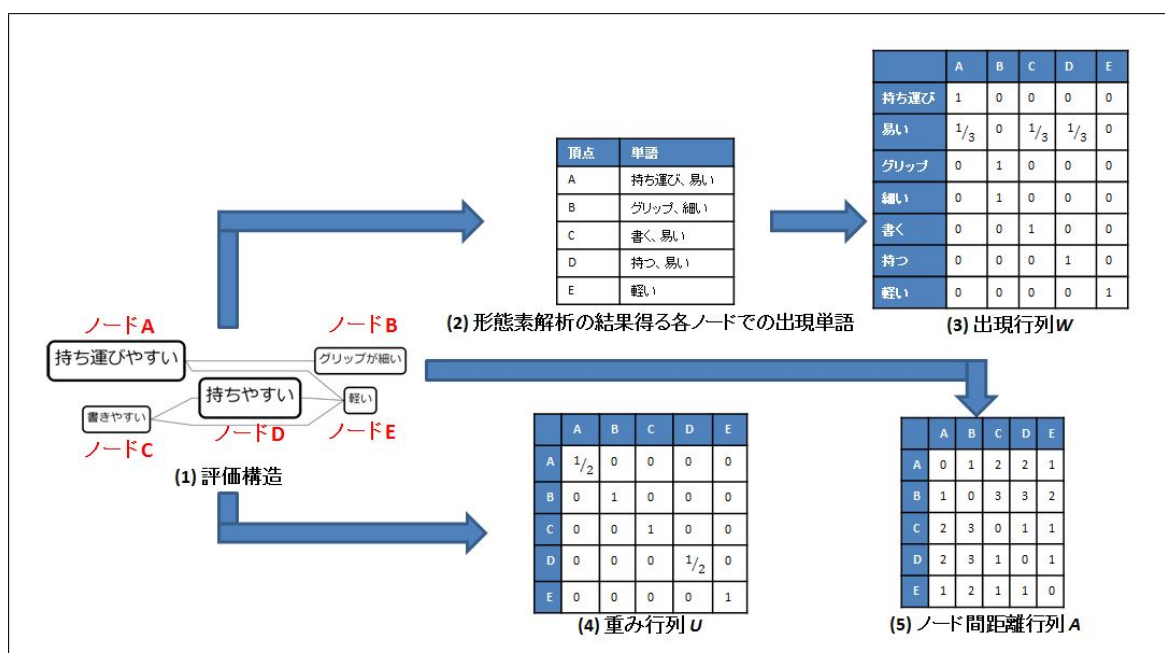 ノードA
ノードB
持ち運びやすい
グリップが細い
持ちやすい
軽い
書きやすい
ノードC
ノードD
ノードE
(1) 評価構造
頂点 単語
A 持ち運び、易い
B グリップ、細い
C 書く、易い
D 持つ、易い
E 軽い
(2) 形態素解析の結果得る各ノードでの出現単語
A B C D E
持ち運び 1 0 0 0 0
易い 1/3 0 1/3 1/3 0
グリップ 0 1 0 0 0
細い 0 1 0 0 0
書く 0 0 1 0 0
持つ 0 0 0 1 0
軽い 0 0 0 0 1
(3) 出現行列W
A B C D E
A 1/2 0 0 0 0
B 0 1 0 0 0
C 0 0 1 0 0
D 0 0 0 1/2 0
E 0 0 0 0 1
(4) 重み行列 U
A B C D E
A 0 1 2 2 1
B 1 0 3 3 2
C 2 3 0 1 1
D 2 3 1 0 1
E 1 2 1 1 0
(5) ノード間距離行列 A